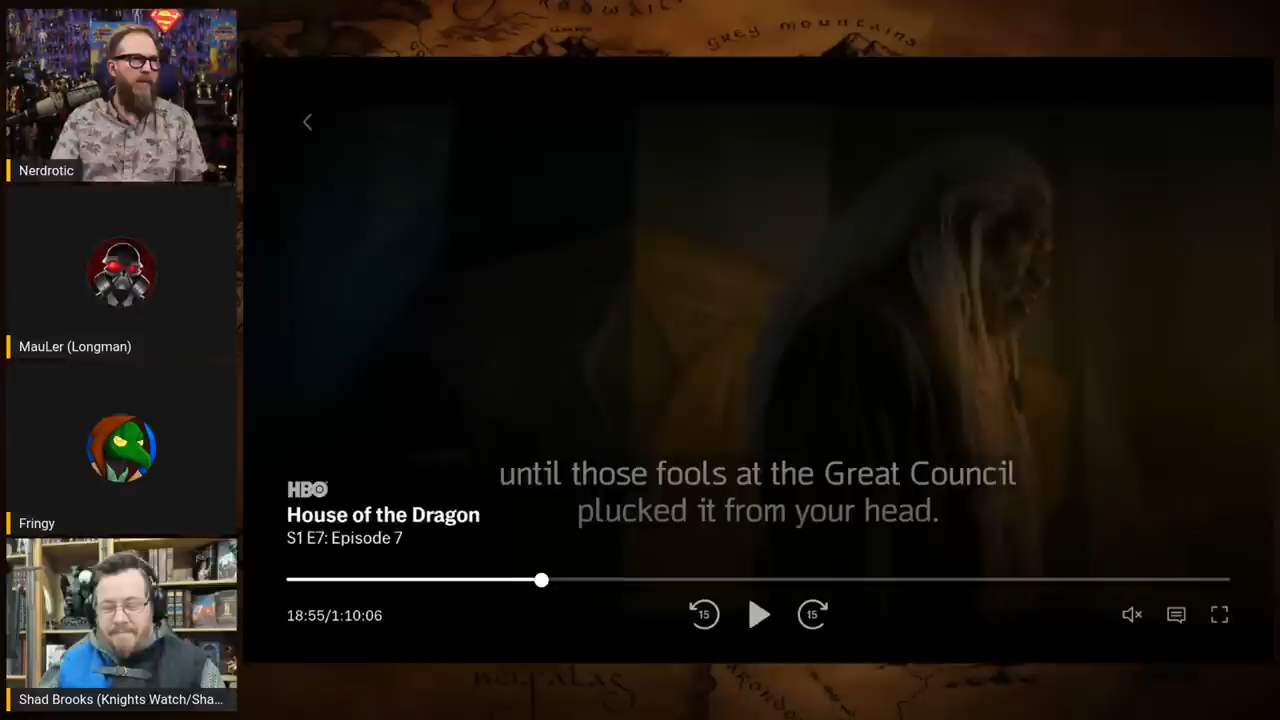 GREY MOUNTAINS
Nerdrotic
MauLer (Longman)
Fringy
Shad Brooks (Knights Watch/Sha...
until those fools at the Great Council
plucked it from your head.
HBO
House of the Dragon
S1 E7: Episode 7
18:55/1:10:06
15
15